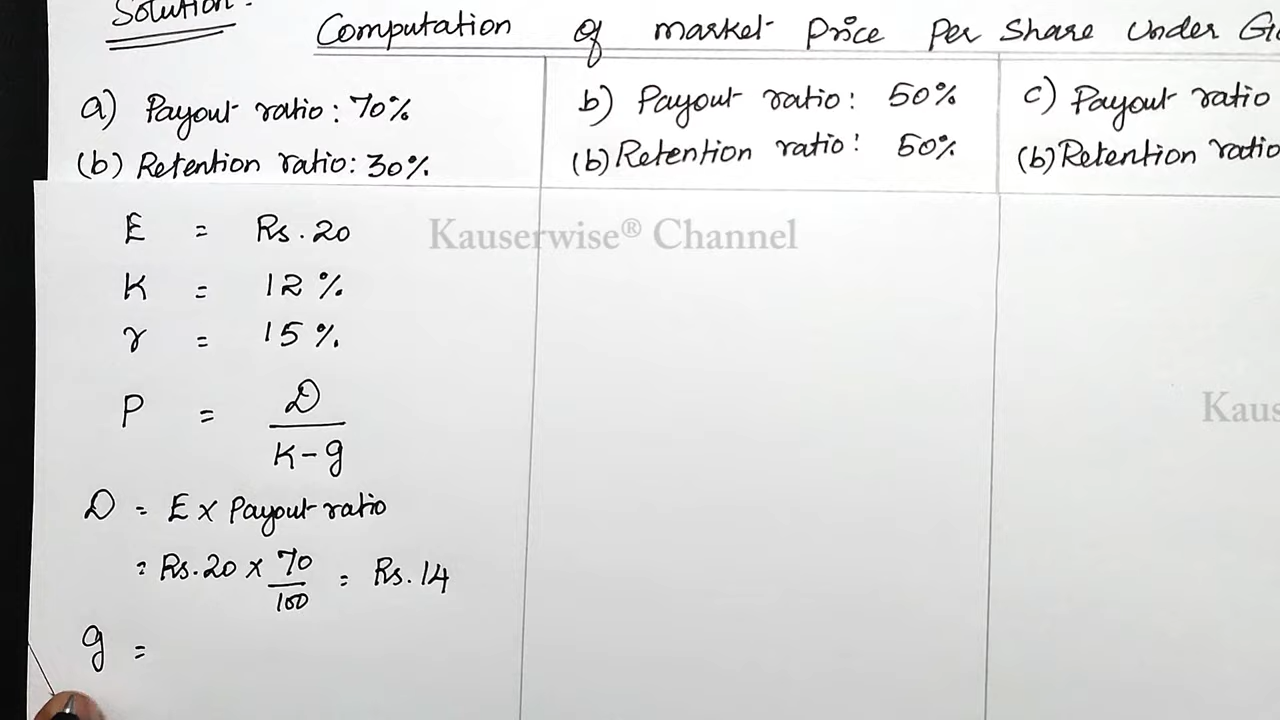 Solution:
Computation of market Price Per Share Under
a) Payout ratio: 70%
(b) Retention ratio: 30%
b) Payout ratio: 50%
(b) Retention ratio: 50%
c) Payout ratio
(b) Retention ratio
E = Rs. 20
Kauserwise® Channel
K = 12%
r = 15%
P = D
K-g
Kaus
D = E x Payout ratio
= Rs. 20 x 70
100
= Rs. 14
g =